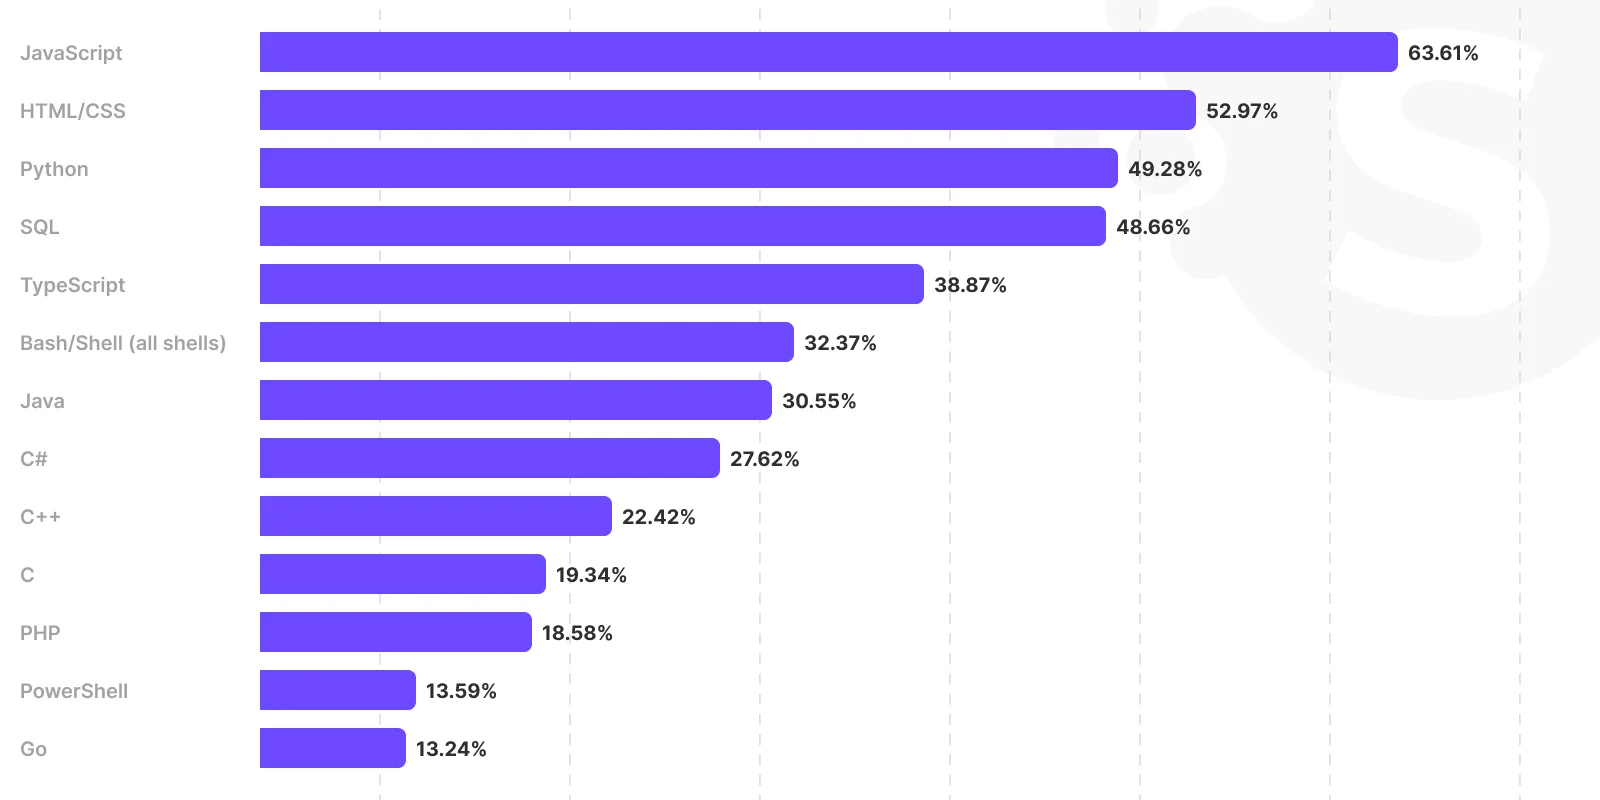 JavaScript 63.61%
HTML/CSS 52.97%
Python 49.28%
SQL 48.66%
TypeScript 38.87%
Bash/Shell (all shells) 32.37%
Java 30.55%
C# 27.62%
C++ 22.42%
C 19.34%
PHP 18.58%
PowerShell 13.59%
Go 13.24%